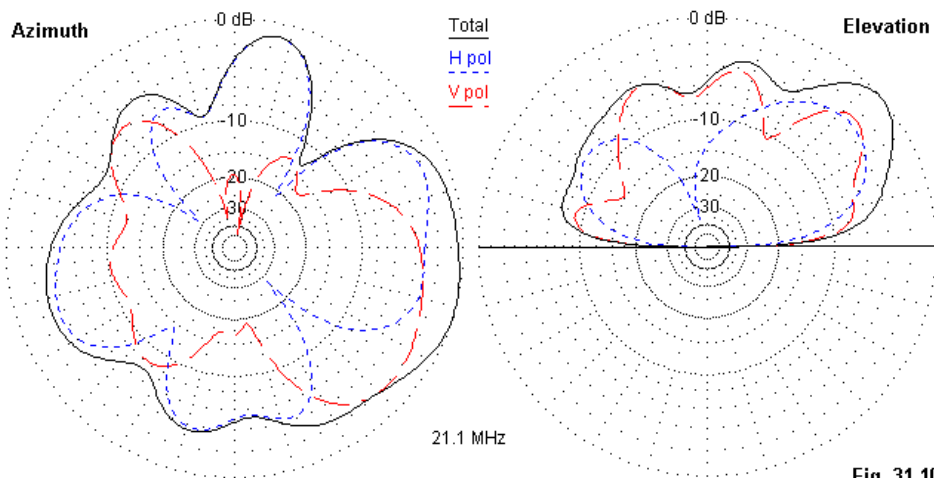 Azimuth
-0 dB
Total
H pol
V pol
-0 dB
Elevation
-10
20
30
-10
20
30
21.1 MHz